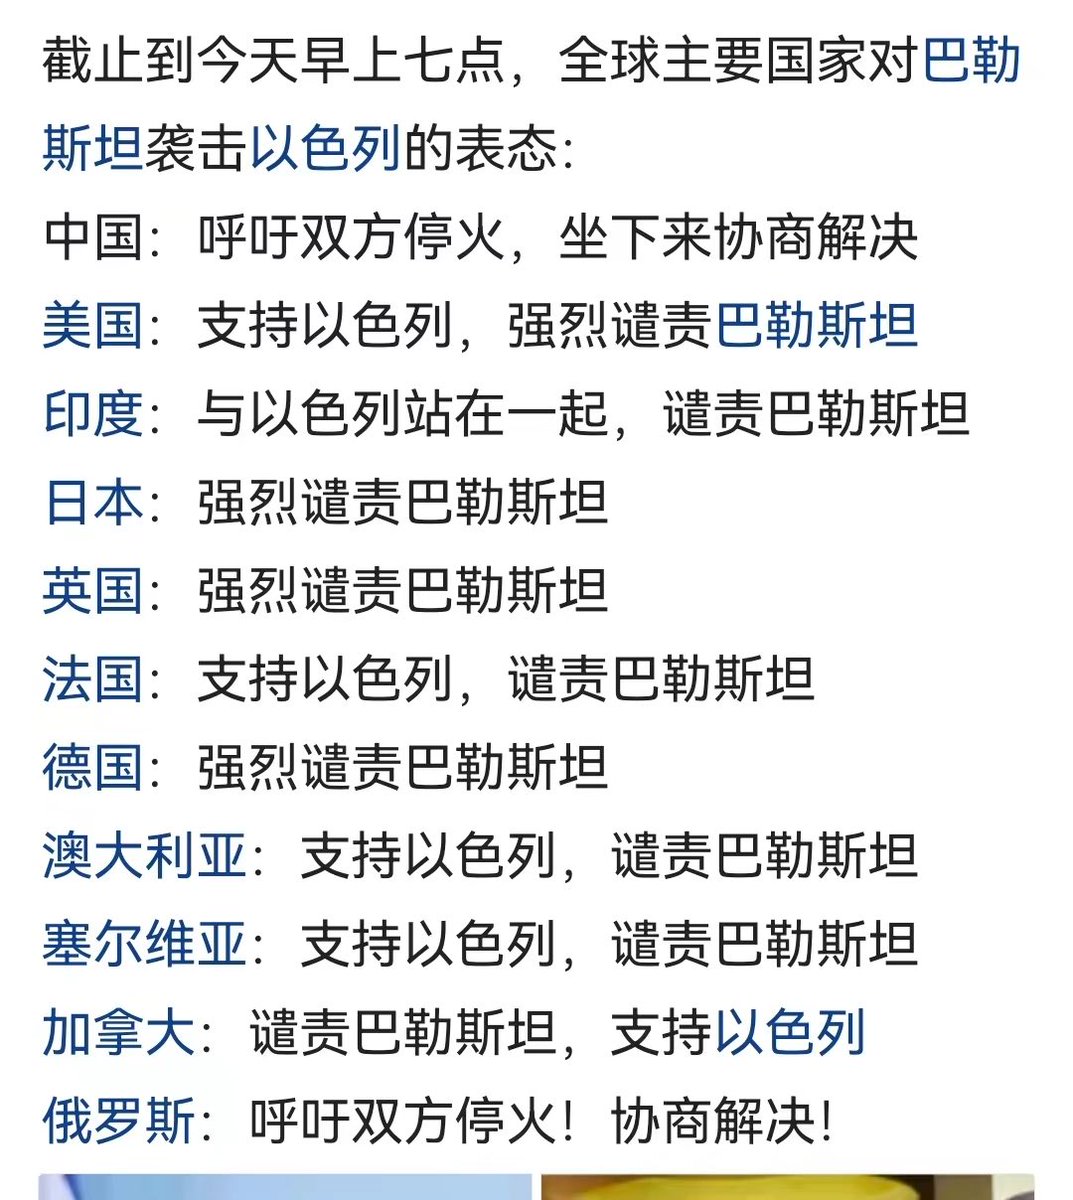 截止到今天早上七点，全球主要国家对巴勒
斯坦袭击以色列的表态：
中国：呼吁双方停火，坐下来协商解决
美国：支持以色列，强烈谴责巴勒斯坦
印度：与以色列站在一起，谴责巴勒斯坦
日本：强烈谴责巴勒斯坦
英国：强烈谴责巴勒斯坦
法国：支持以色列，谴责巴勒斯坦
德国：强烈谴责巴勒斯坦
澳大利亚：支持以色列，谴责巴勒斯坦
塞尔维亚：支持以色列，谴责巴勒斯坦
加拿大：谴责巴勒斯坦，支持以色列
俄罗斯：呼吁双方停火！协商解决！